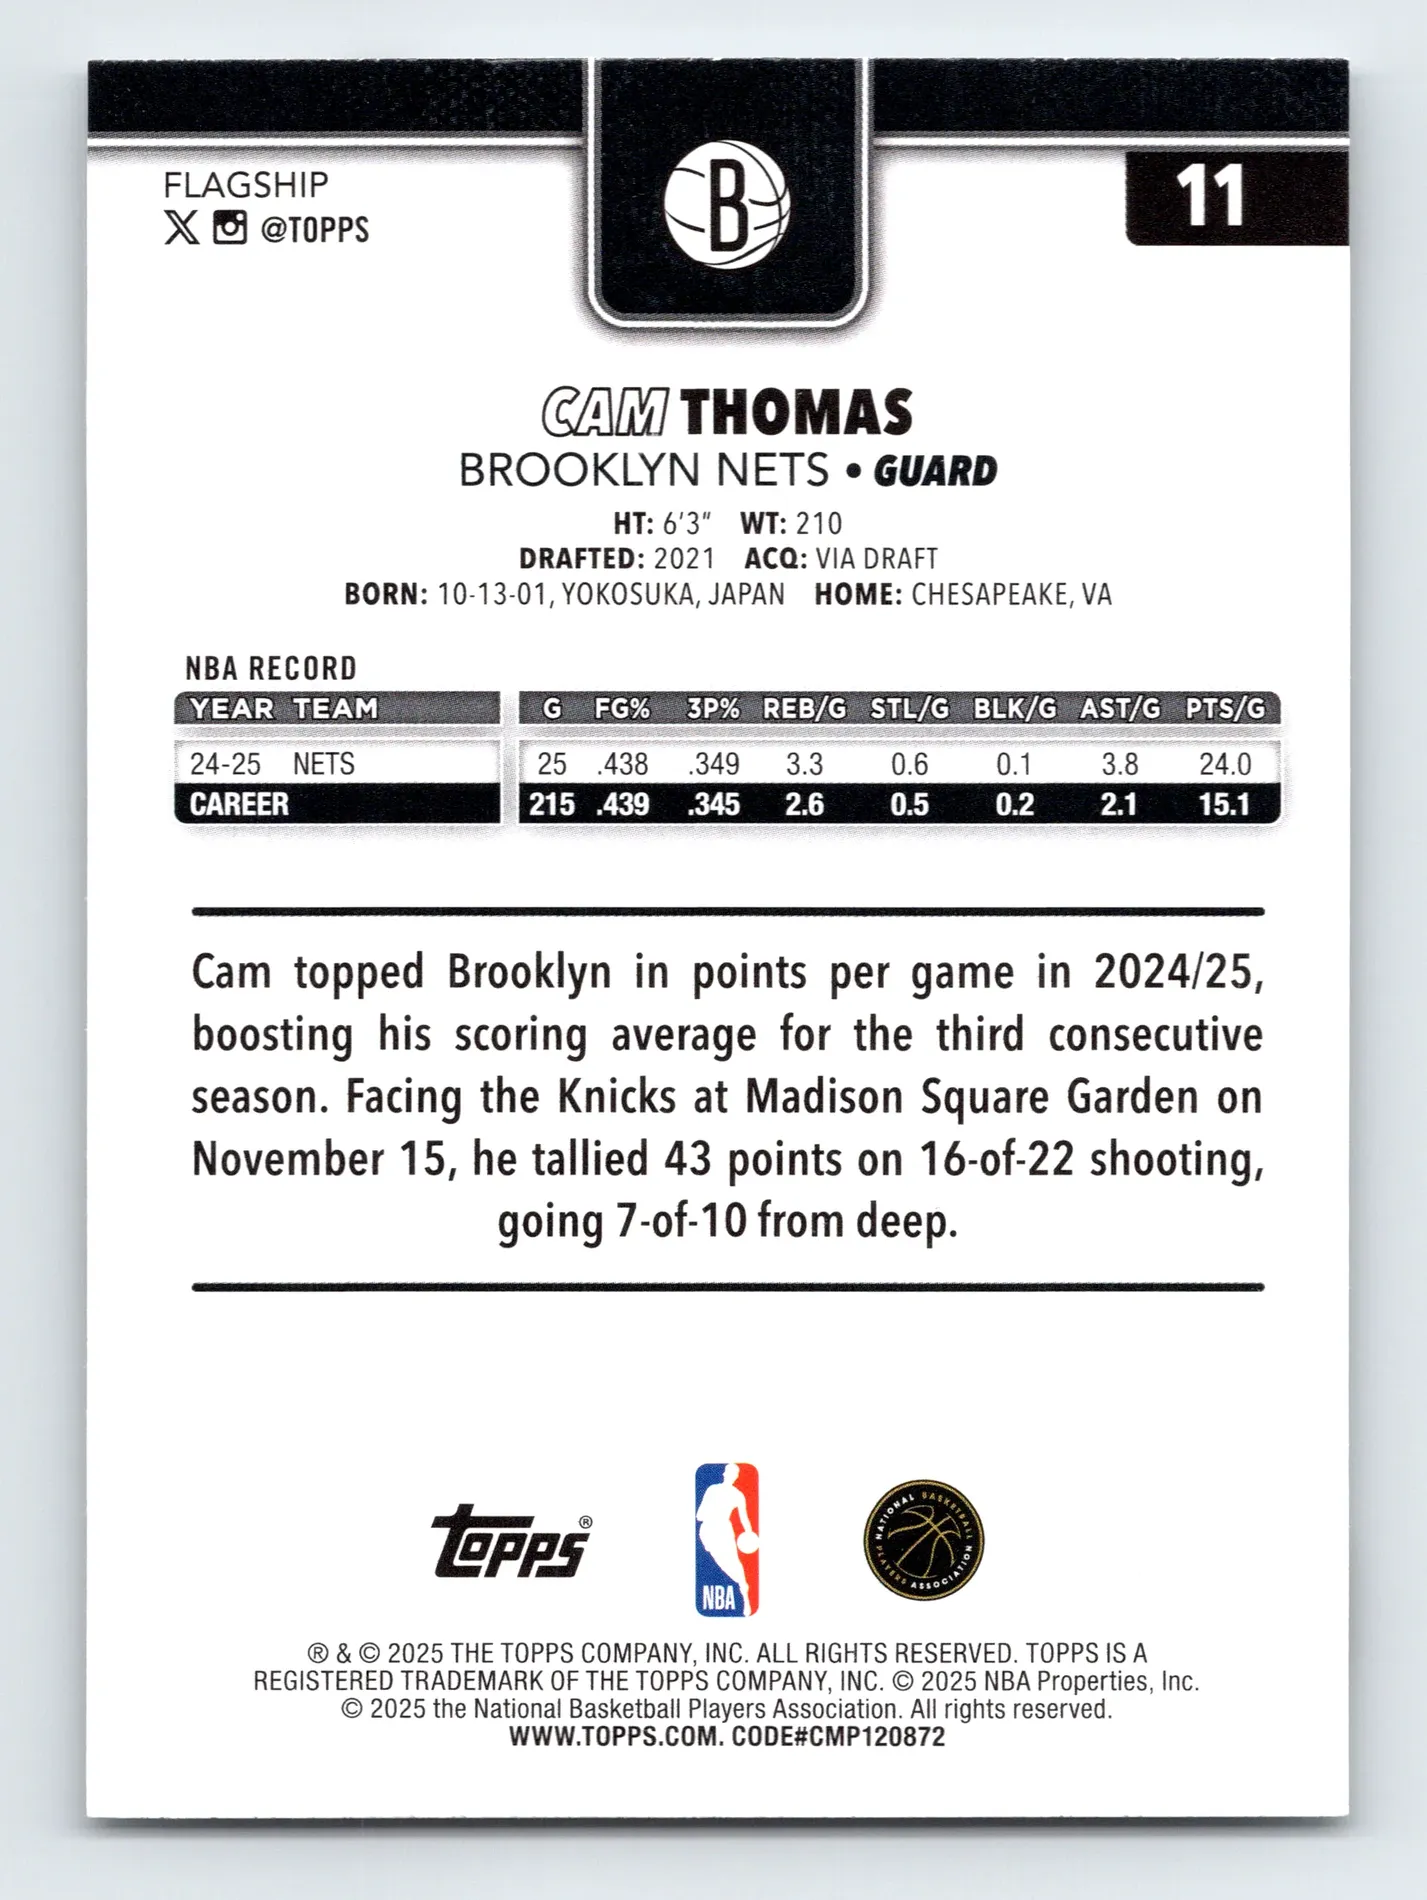 FLAGSHIP
@TOPPS
B
11
CAM THOMAS
BROOKLYN NETS • GUARD
HT: 6'3" WT: 210
DRAFTED: 2021 ACQ: VIA DRAFT
BORN: 10-13-01, YOKOSUKA, JAPAN HOME: CHESAPEAKE, VA
NBA RECORD
YEAR TEAM G FG% 3P% REB/G STL/G BLK/G AST/G PTS/G
24-25 NETS 25 .438 .349 3.3 0.6 0.1 3.8 24.0
CAREER 215 .439 .345 2.6 0.5 0.2 2.1 15.1
Cam topped Brooklyn in points per game in 2024/25,
boosting his scoring average for the third consecutive
season. Facing the Knicks at Madison Square Garden on
November 15, he tallied 43 points on 16-of-22 shooting,
going 7-of-10 from deep.
Topps®
NBA
NATIONAL BASKETBALL PLAYERS ASSOCIATION
® & © 2025 THE TOPPS COMPANY, INC. ALL RIGHTS RESERVED. TOPPS IS A
REGISTERED TRADEMARK OF THE TOPPS COMPANY, INC. © 2025 NBA Properties, Inc.
© 2025 the National Basketball Players Association. All rights reserved.
WWW.TOPPS.COM. CODE#CMP120872